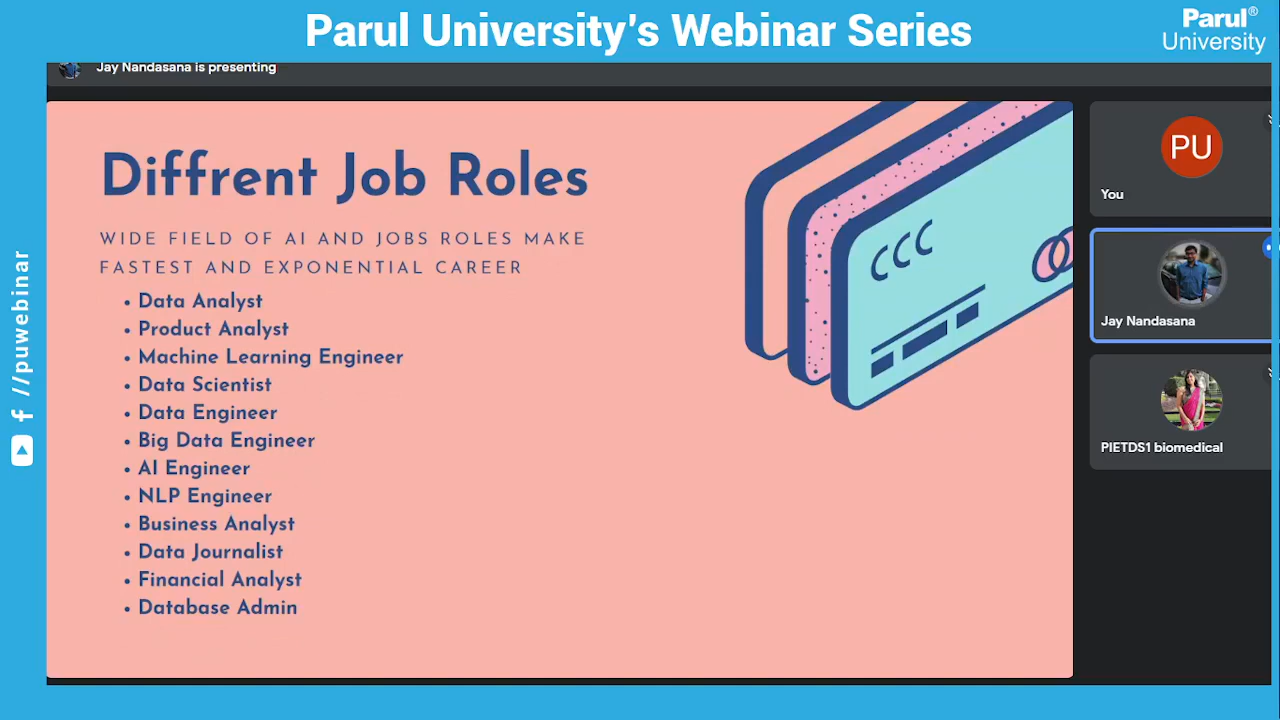 Parul University's Webinar Series
Parul®
University
Jay Nandasana is presenting
Diffrent Job Roles
WIDE FIELD OF AI AND JOBS ROLES MAKE
FASTEST AND EXPONENTIAL CAREER
• Data Analyst
• Product Analyst
• Machine Learning Engineer
• Data Scientist
• Data Engineer
• Big Data Engineer
• AI Engineer
• NLP Engineer
• Business Analyst
• Data Journalist
• Financial Analyst
• Database Admin
CCC
PU
You
Jay Nandasana
PIETDS1 biomedical
f //puwebinar